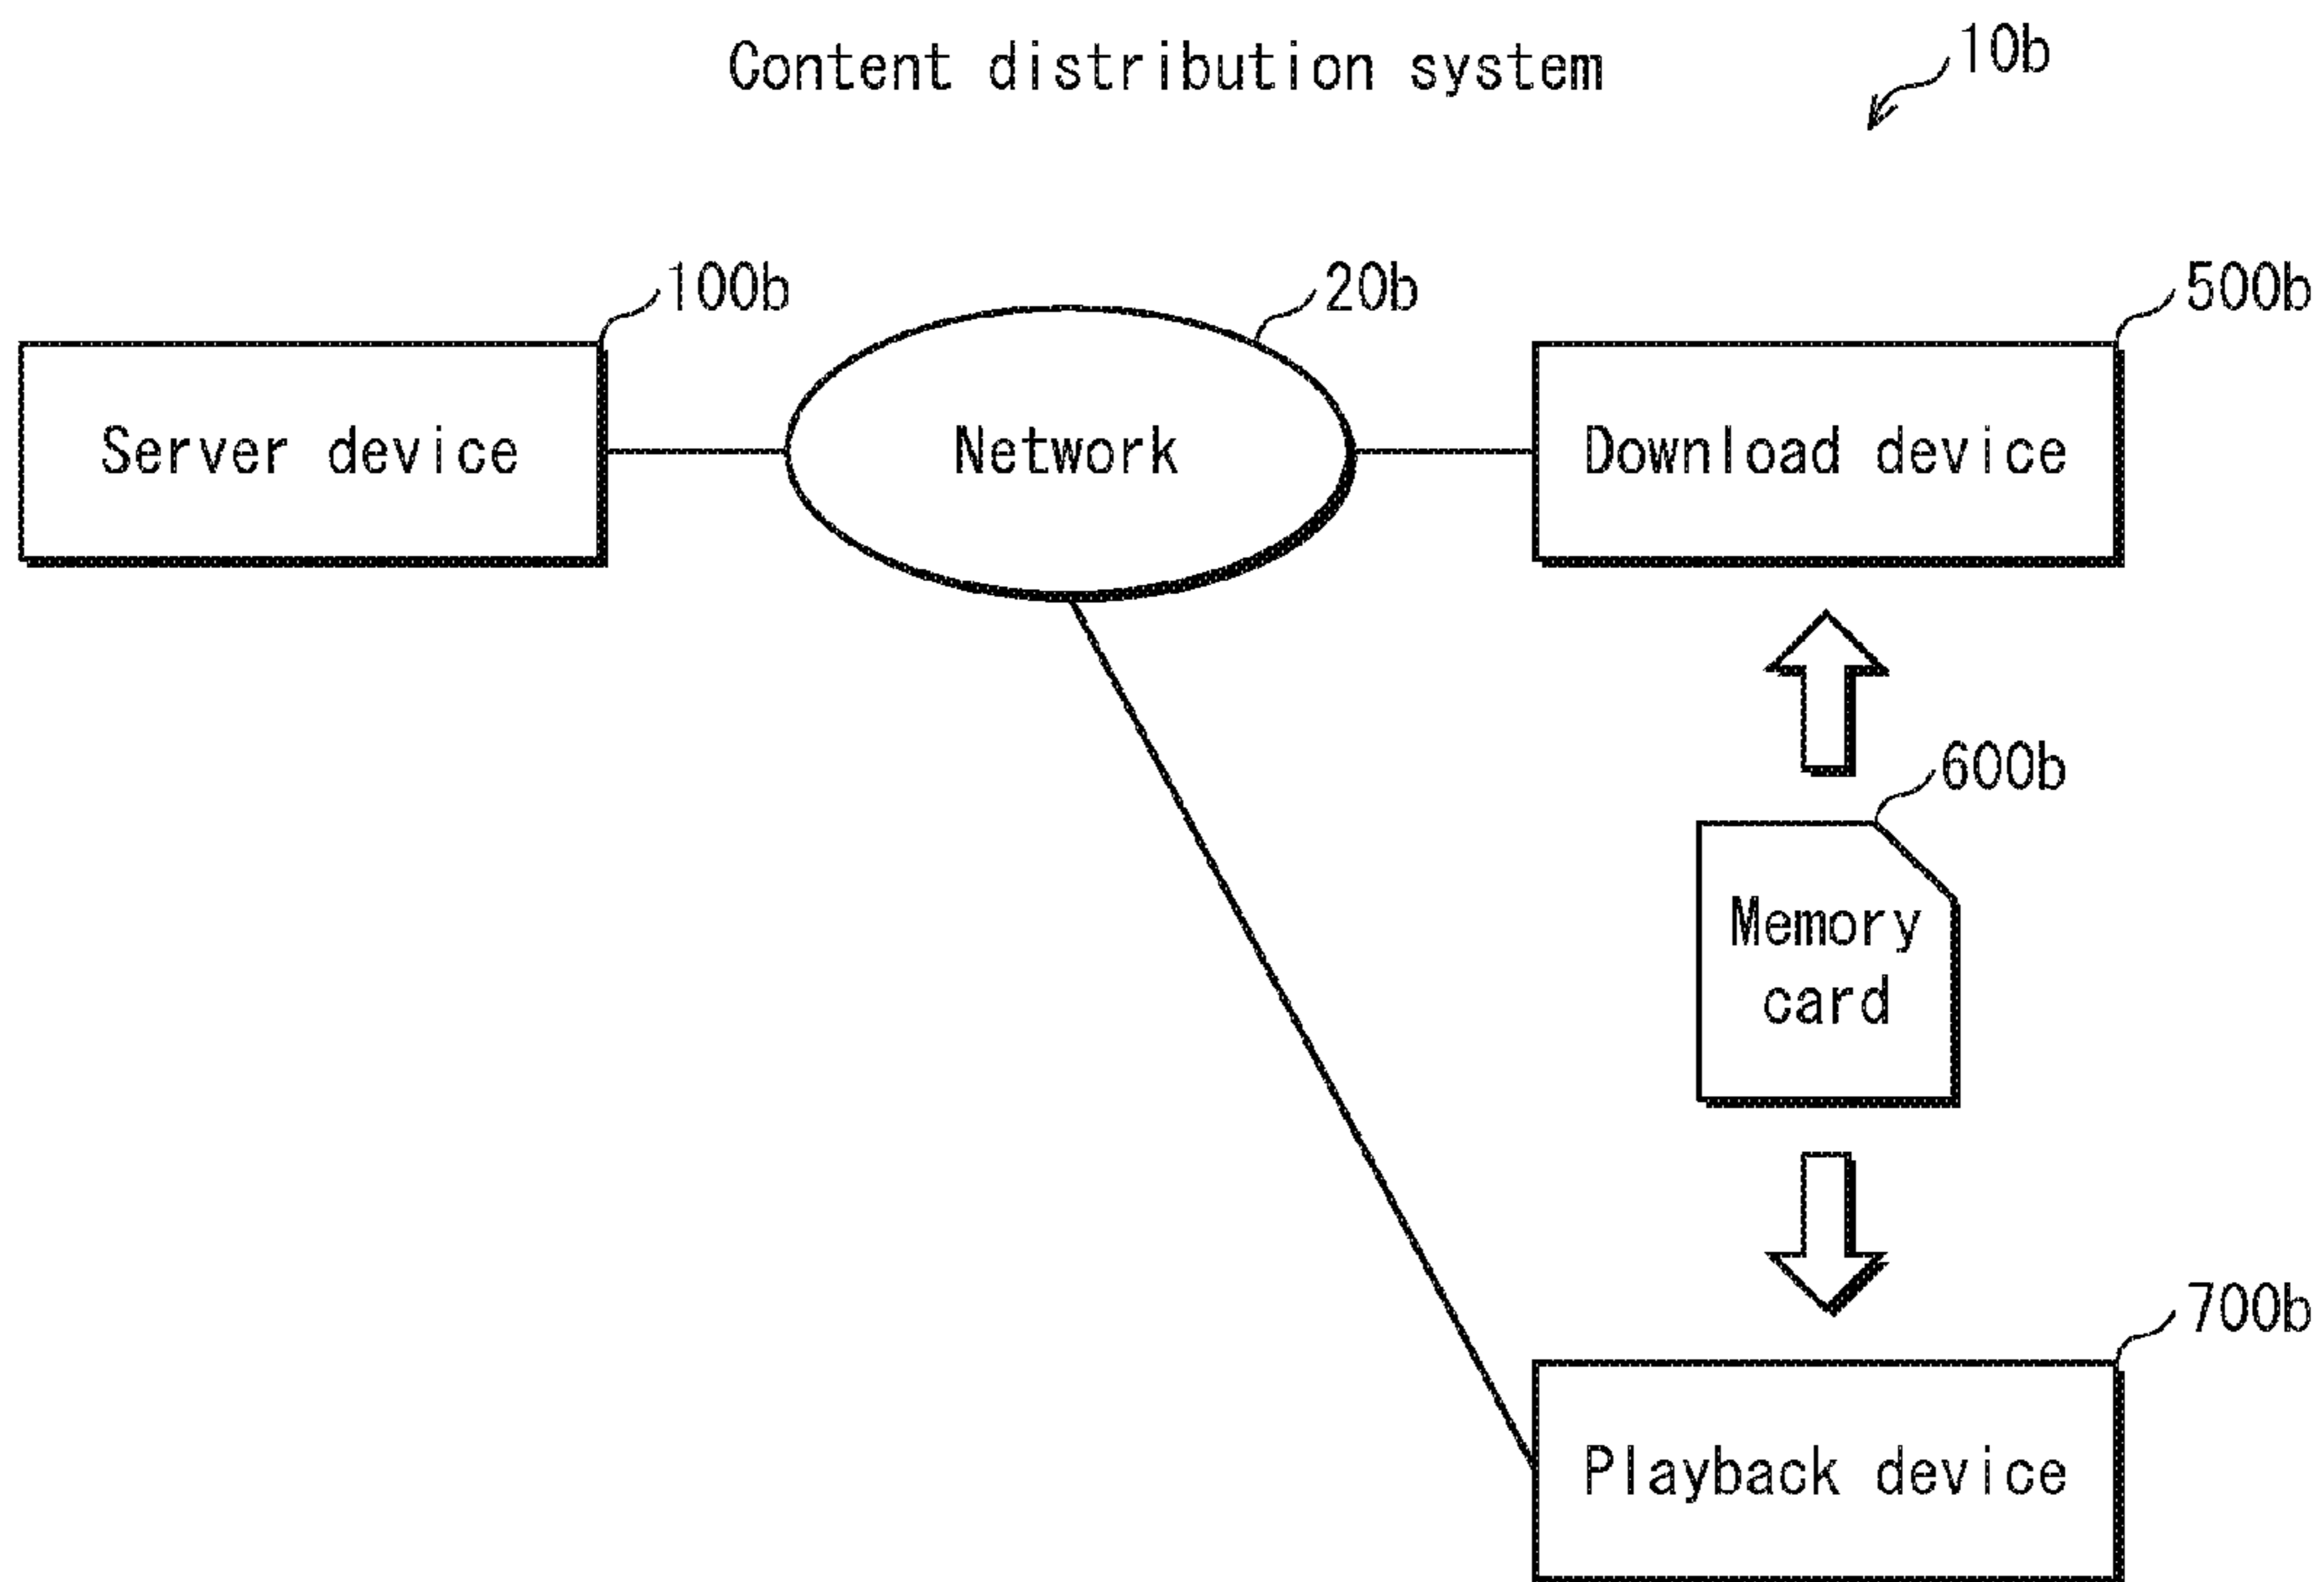 Content distribution system
10b
100b
20b
500b
Server device
Network
Download device
600b
Memory
card
700b
Playback device